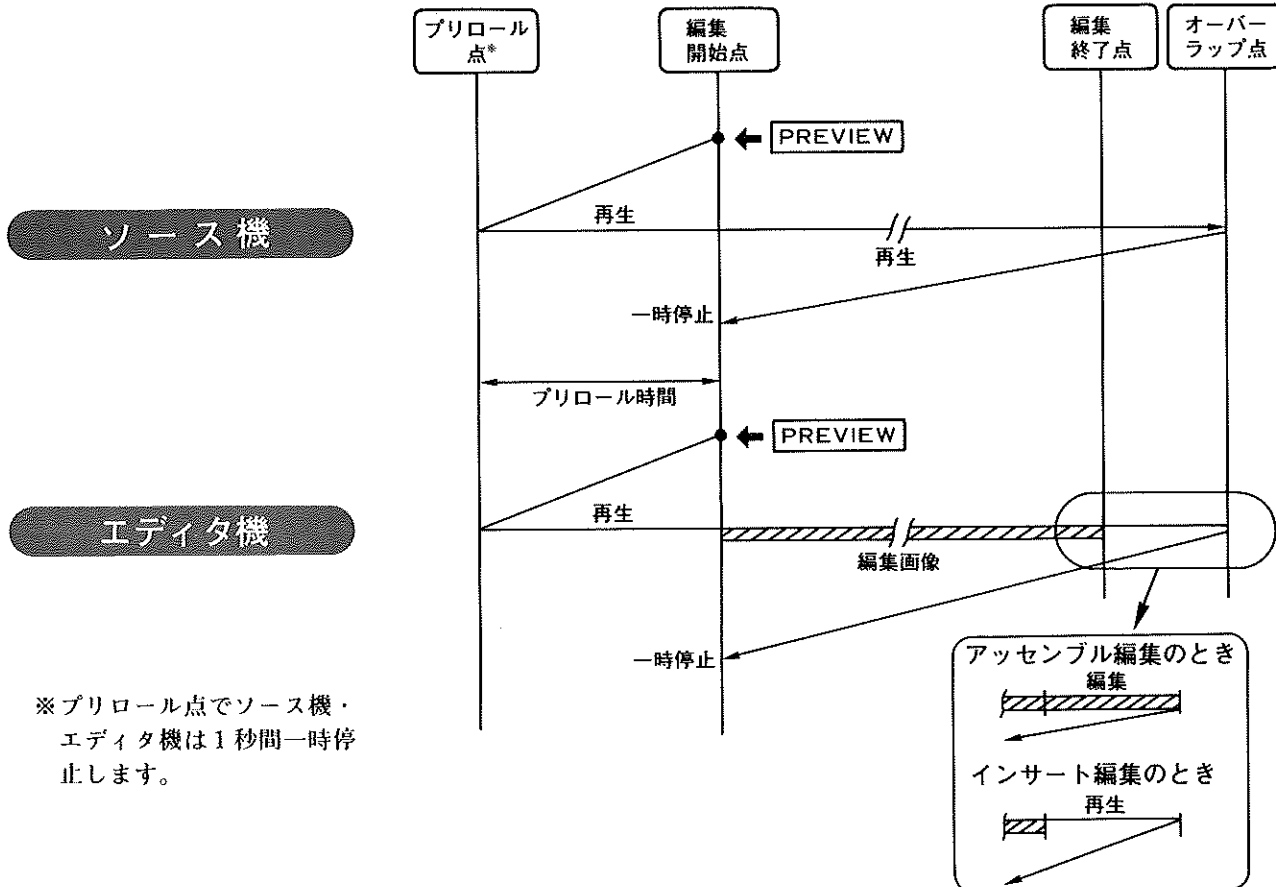 プリロール
点※
編集
開始点
編集
終了点
オーバー
ラップ点
PREVIEW
ソース機
再生
再生
一時停止
プリロール時間
PREVIEW
エディタ機
再生
編集画像
一時停止
※プリロール点でソース機・
エディタ機は1秒間一時停
止します。
アッセンブル編集のとき
編集
インサート編集のとき
再生